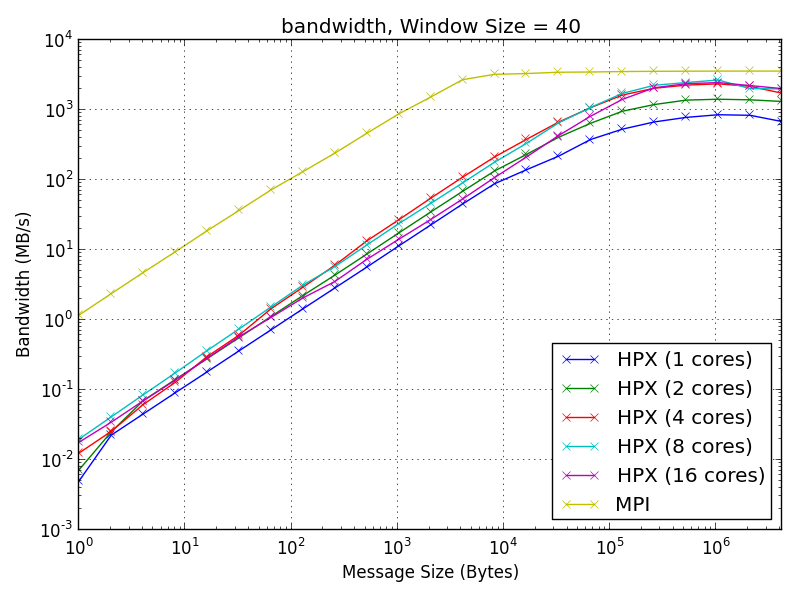 bandwidth, Window Size = 40
Bandwidth (MB/s)
10^4
10^3
10^2
10^1
10^0
10^-1
10^-2
10^-3
HPX (1 cores)
HPX (2 cores)
HPX (4 cores)
HPX (8 cores)
HPX (16 cores)
MPI
10^0 10^1 10^2 10^3 10^4 10^5 10^6
Message Size (Bytes)